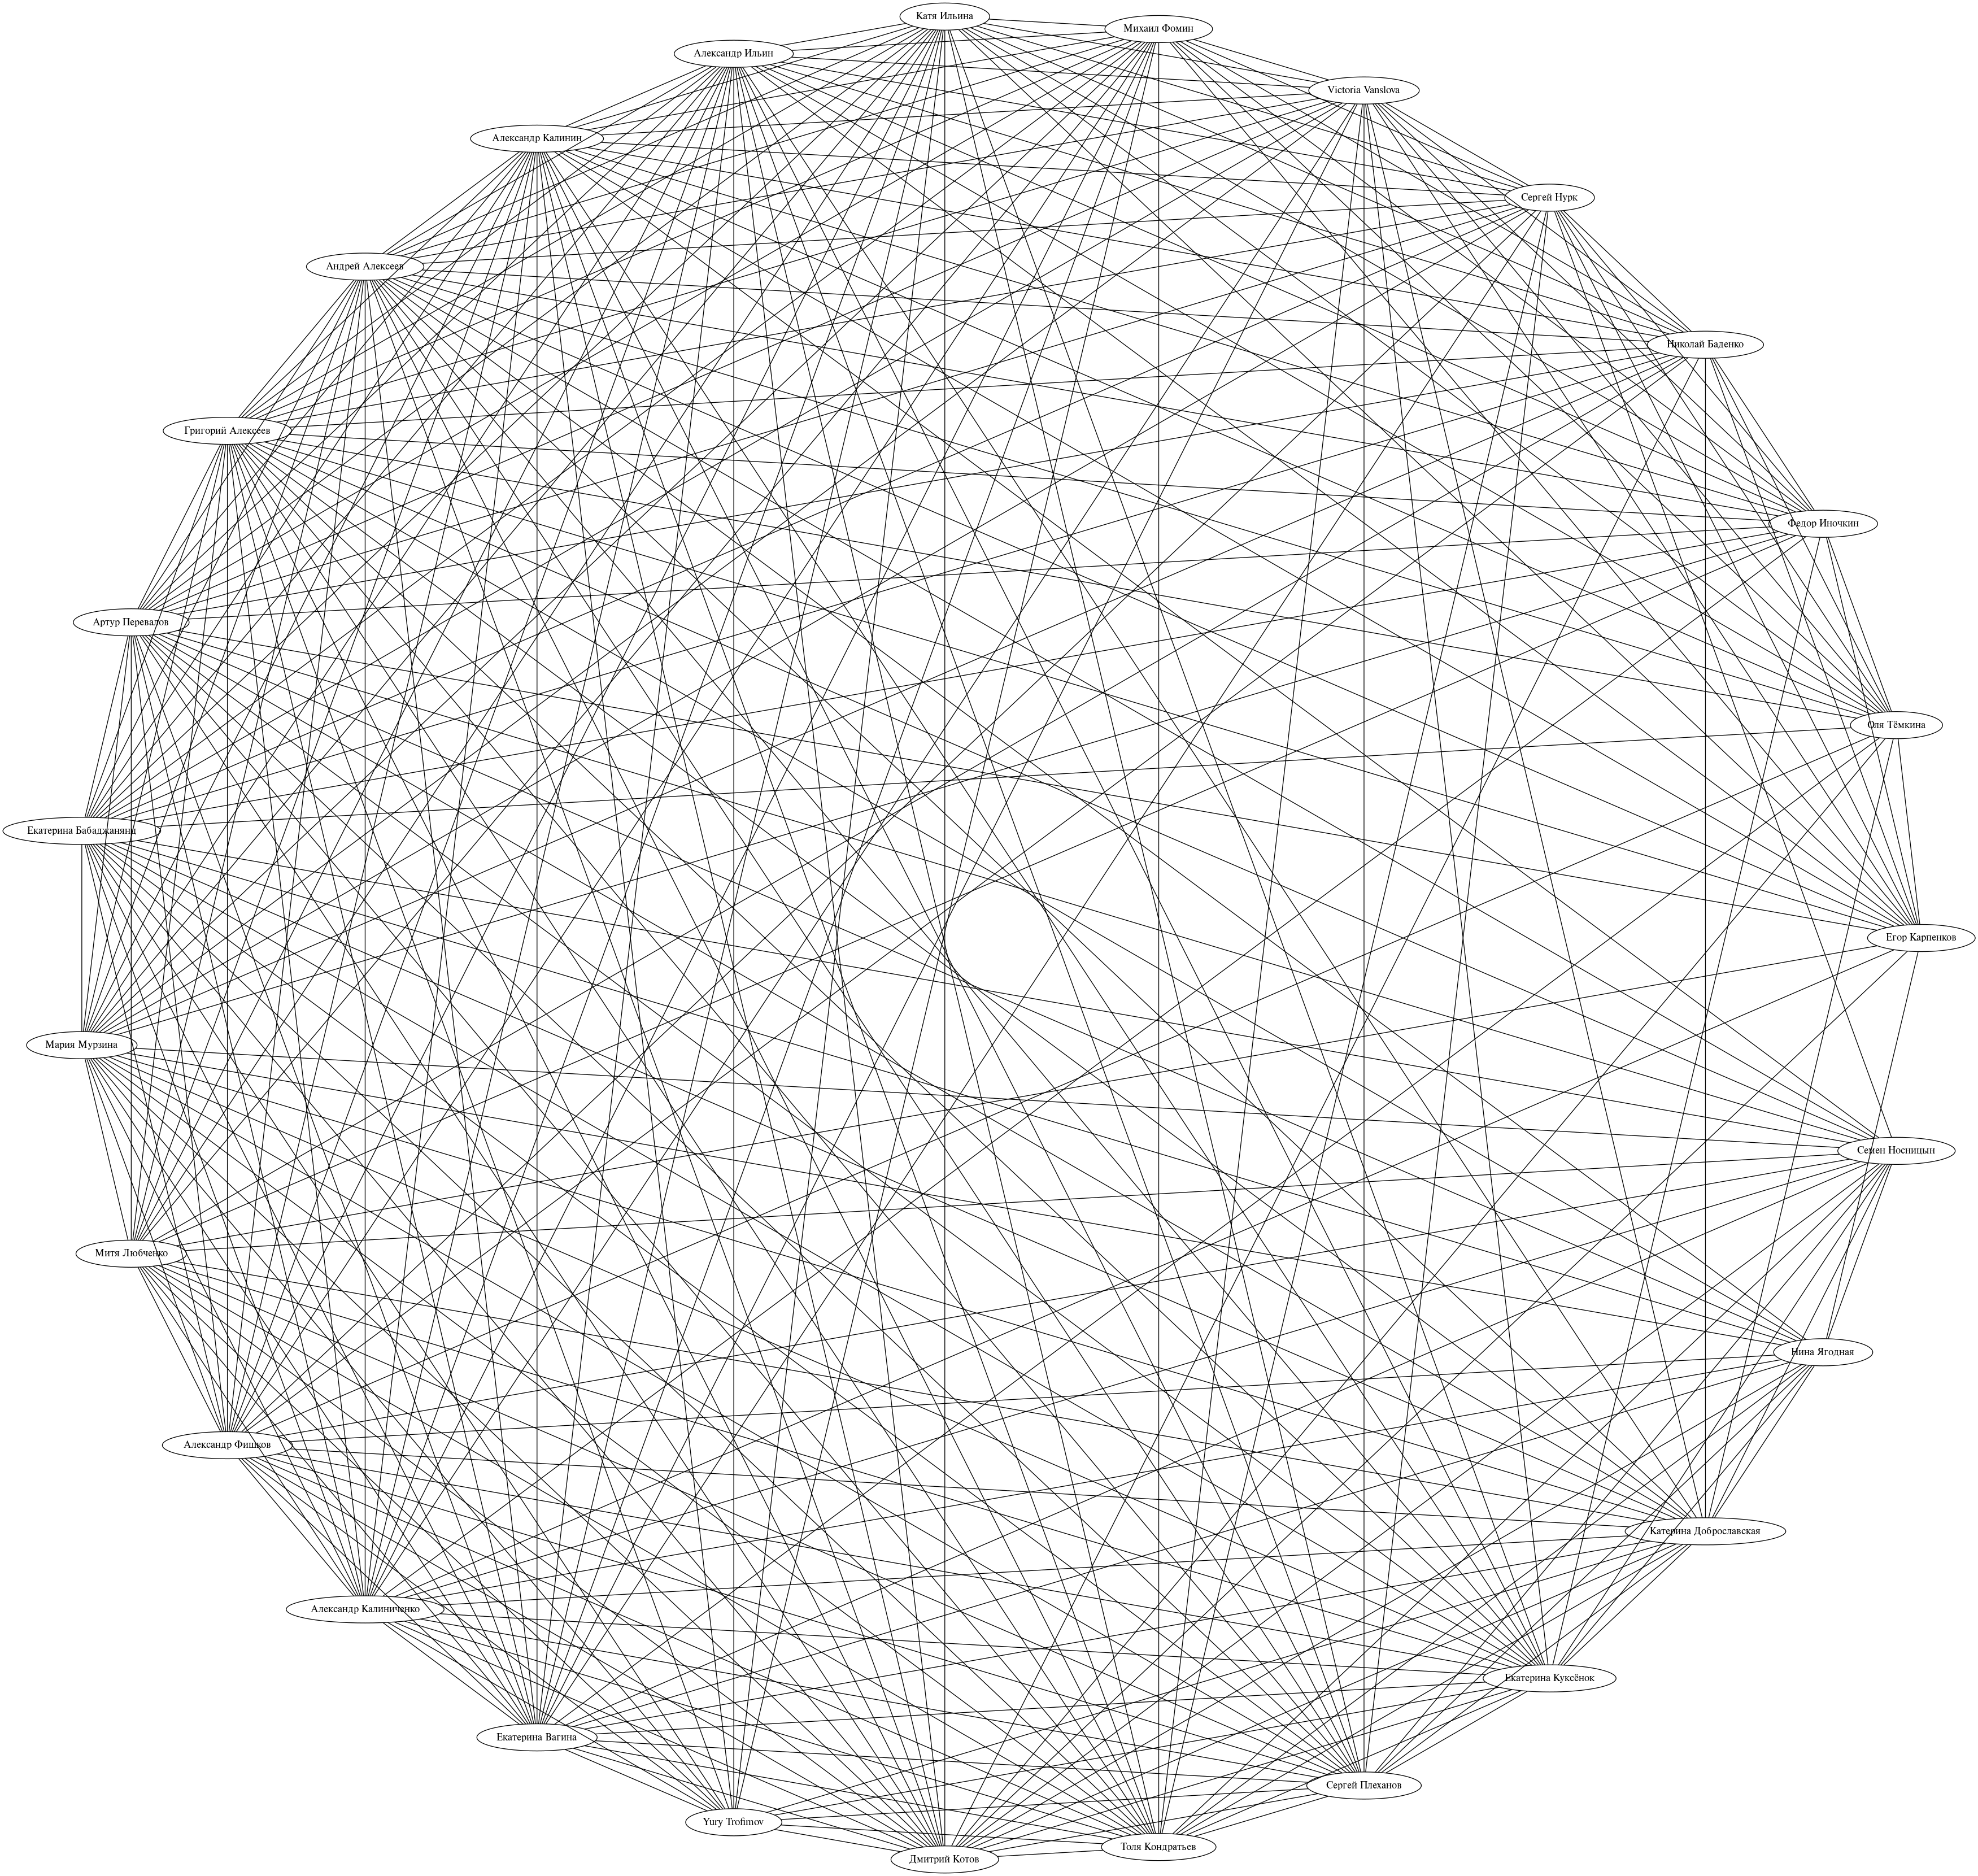 Катя Ильина
Михаил Фомин
Александр Ильин
Victoria Vanslova
Александр Калинин
Сергей Нурк
Андрей Алексеев
Николай Баденко
Григорий Алексеев
Федор Иночкин
Артур Перевалов
Оля Тёмкина
Екатерина Бабаджанянц
Егор Карпенков
Мария Мурзина
Семен Носницын
Митя Любченко
Нина Ягодная
Александр Фишков
Катерина Доброславская
Александр Калиниченко
Екатерина Куксёнок
Екатерина Вагина
Сергей Плеханов
Yury Trofimov
Толя Кондратьев
Дмитрий Котов